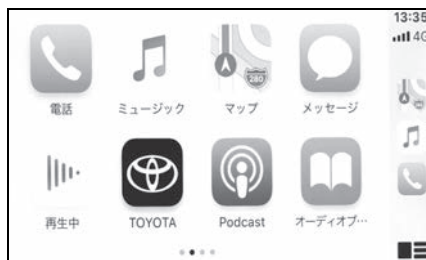 13:35
4G
電話
ミュージック
マップ
メッセージ
280
再生中
TOYOTA
Podcast
オーディオブ…